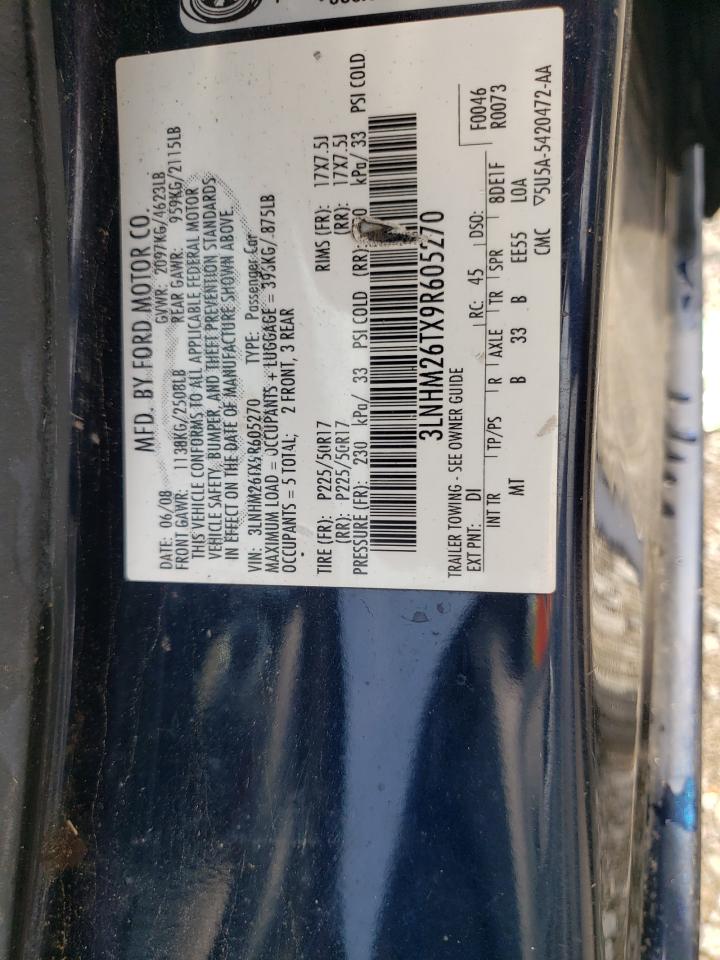 MFD. BY FORD MOTOR CO.
DATE: 06/08 GVWR: 2097KG/4623LB
FRONT GAWR: 1138KG/2508LB REAR GAWR: 959KG/2115LB
THIS VEHICLE CONFORMS TO ALL APPLICABLE FEDERAL MOTOR
VEHICLE SAFETY, BUMPER, AND THEFT PREVENTION STANDARDS
IN EFFECT ON THE DATE OF MANUFACTURE SHOWN ABOVE.
VIN: 3LNHM26TX9R605270 TYPE: Passenger Car
MAXIMUM LOAD = OCCUPANTS + LUGGAGE = 396KG/ 875LB
OCCUPANTS = 5 TOTAL; 2 FRONT, 3 REAR
TIRE (FR): P225/50R17 RIMS (FR): 17X7.5J
(RR): P225/50R17 (RR): 17X7.5J
PRESSURE (FR): 230 kPa/ 33 PSI COLD (RR): kPa/ 33 PSI COLD
3LNHM26TX9R605270
TRAILER TOWING - SEE OWNER GUIDE F0046
EXT PNT: DI RC: 45 DSO: R0073
INT TR TP/PS R AXLE TR SPR 8DE1F
MT B 33 B EE55 LOA
CMC ▽5U5A-5420472-AA